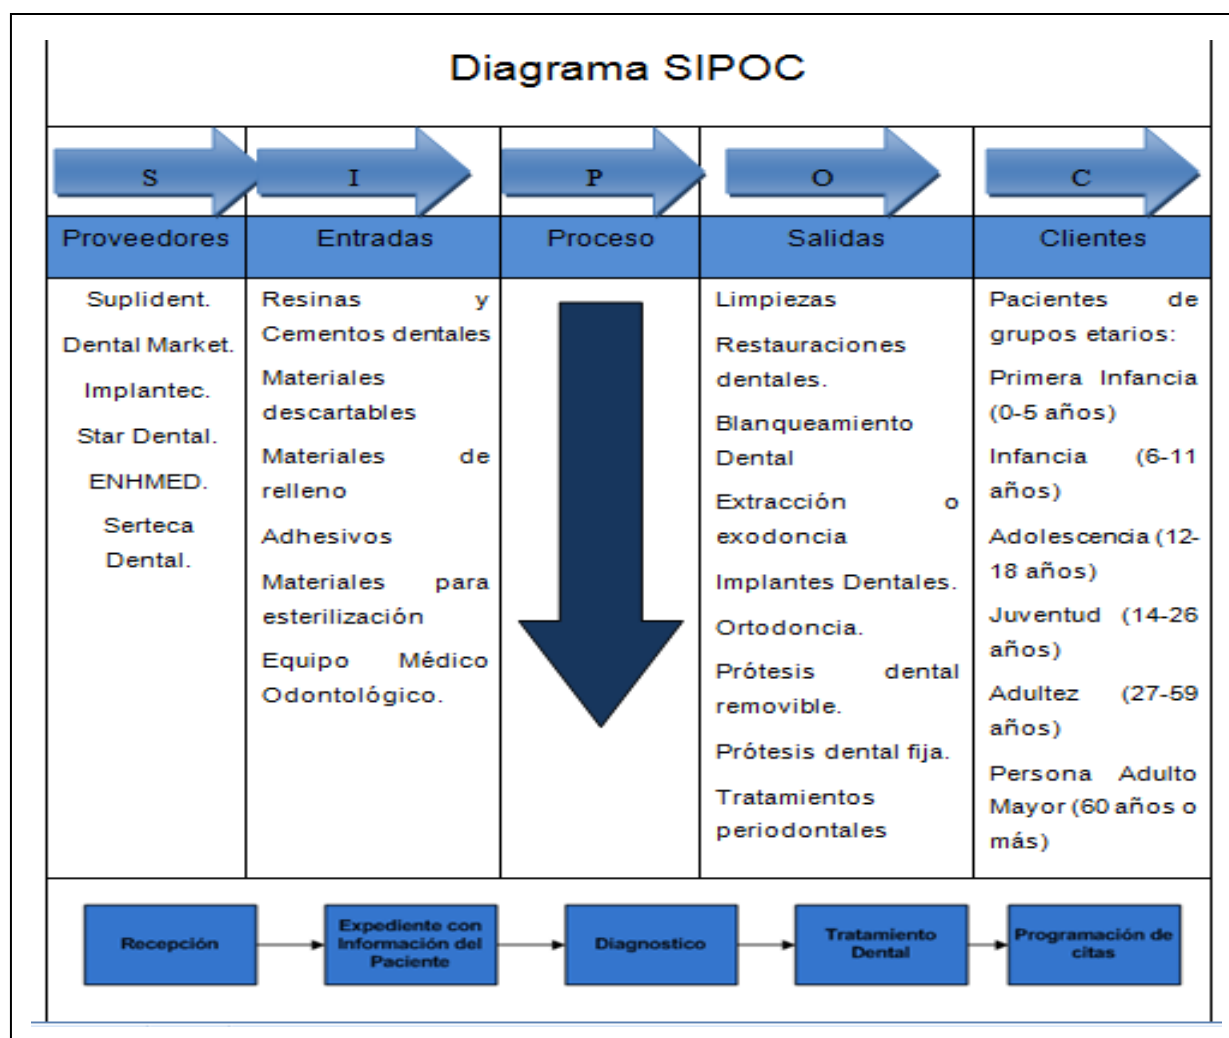 Diagrama SIPOC
S
I
P
O
C
Proveedores
Entradas
Proceso
Salidas
Clientes
Suplident.
Dental Market.
Implantec.
Star Dental.
ENHMED.
Serteca
Dental.
Resinas y
Cementos dentales
Materiales
descartables
Materiales de
relleno
Adhesivos
Materiales para
esterilización
Equipo Médico
Odontológico.
Limpiezas
Restauraciones
dentales.
Blanqueamiento
Dental
Extracción o
exodoncia
Implantes Dentales.
Ortodoncia.
Prótesis dental
removible.
Prótesis dental fija.
Tratamientos
periodontales
Pacientes de
grupos etarios:
Primera Infancia
(0-5 años)
Infancia (6-11
años)
Adolescencia (12-
18 años)
Juventud (14-26
años)
Adultez (27-59
años)
Persona Adulto
Mayor (60 años o
más)
Recepción
Expediente con
Información del
Paciente
Diagnostico
Tratamiento
Dental
Programación de
citas